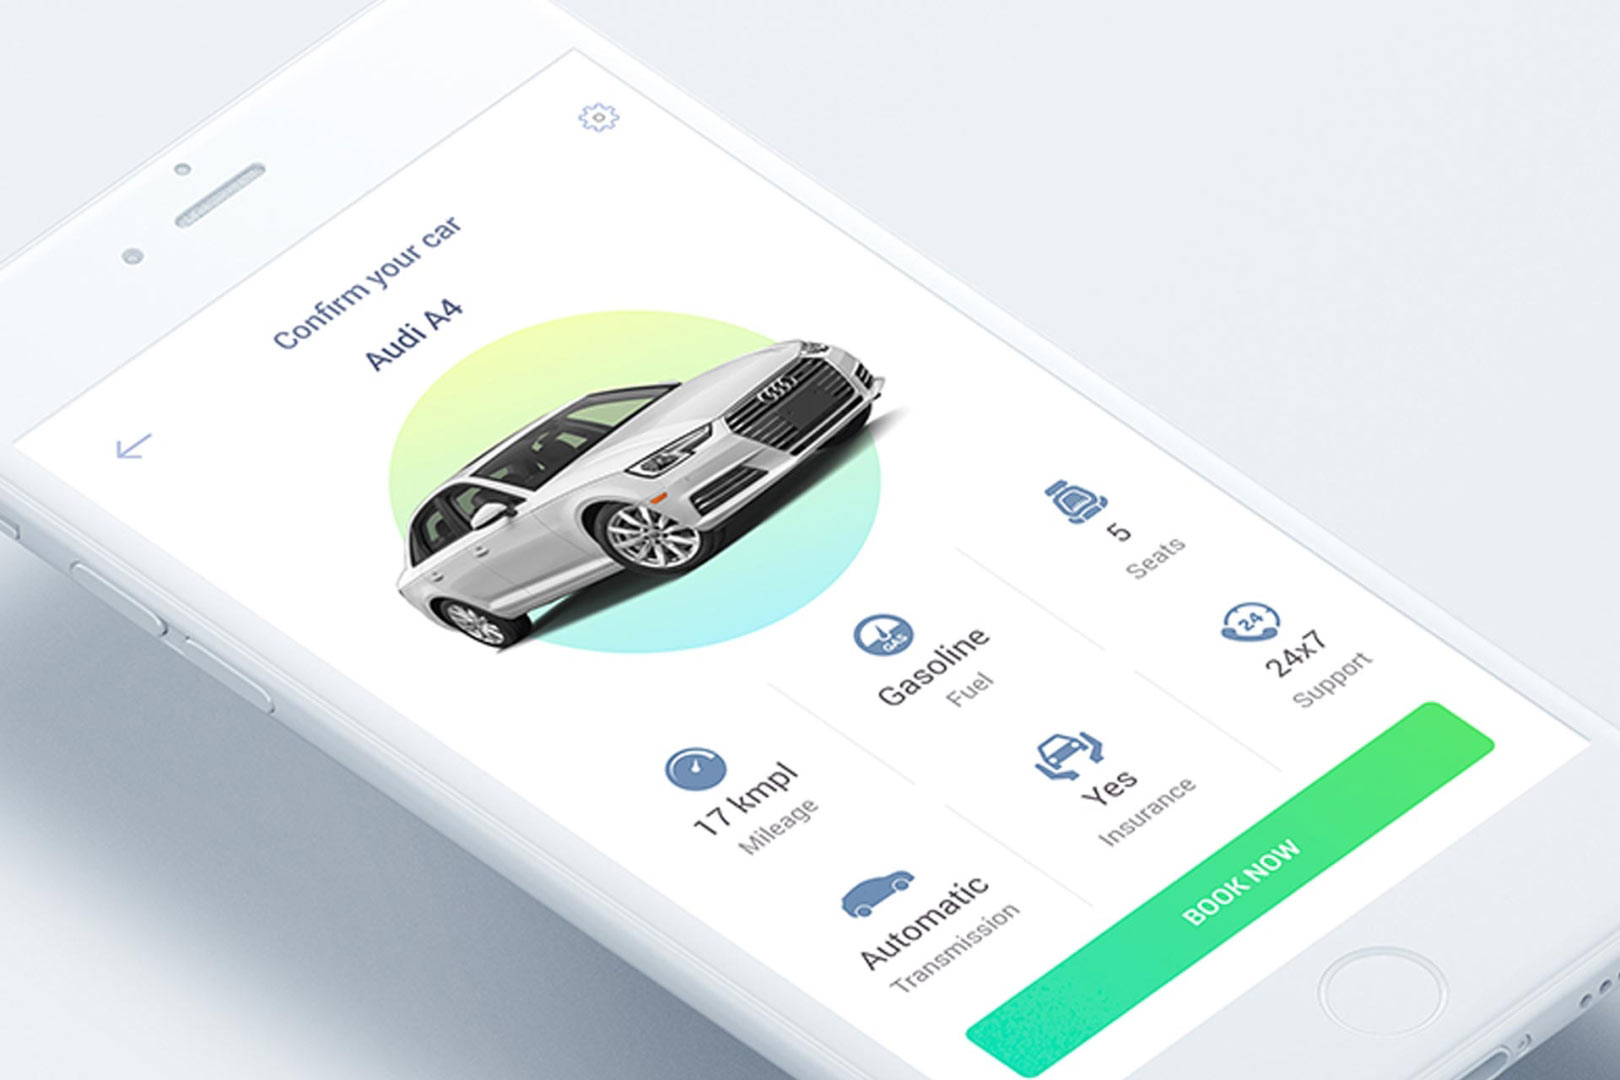 Confirm your car
Audi A4
17 kmpl
Mileage
GAS
Gasoline
Fuel
5
Seats
Automatic
Transmission
Yes
Insurance
24
24x7
Support
BOOK NOW